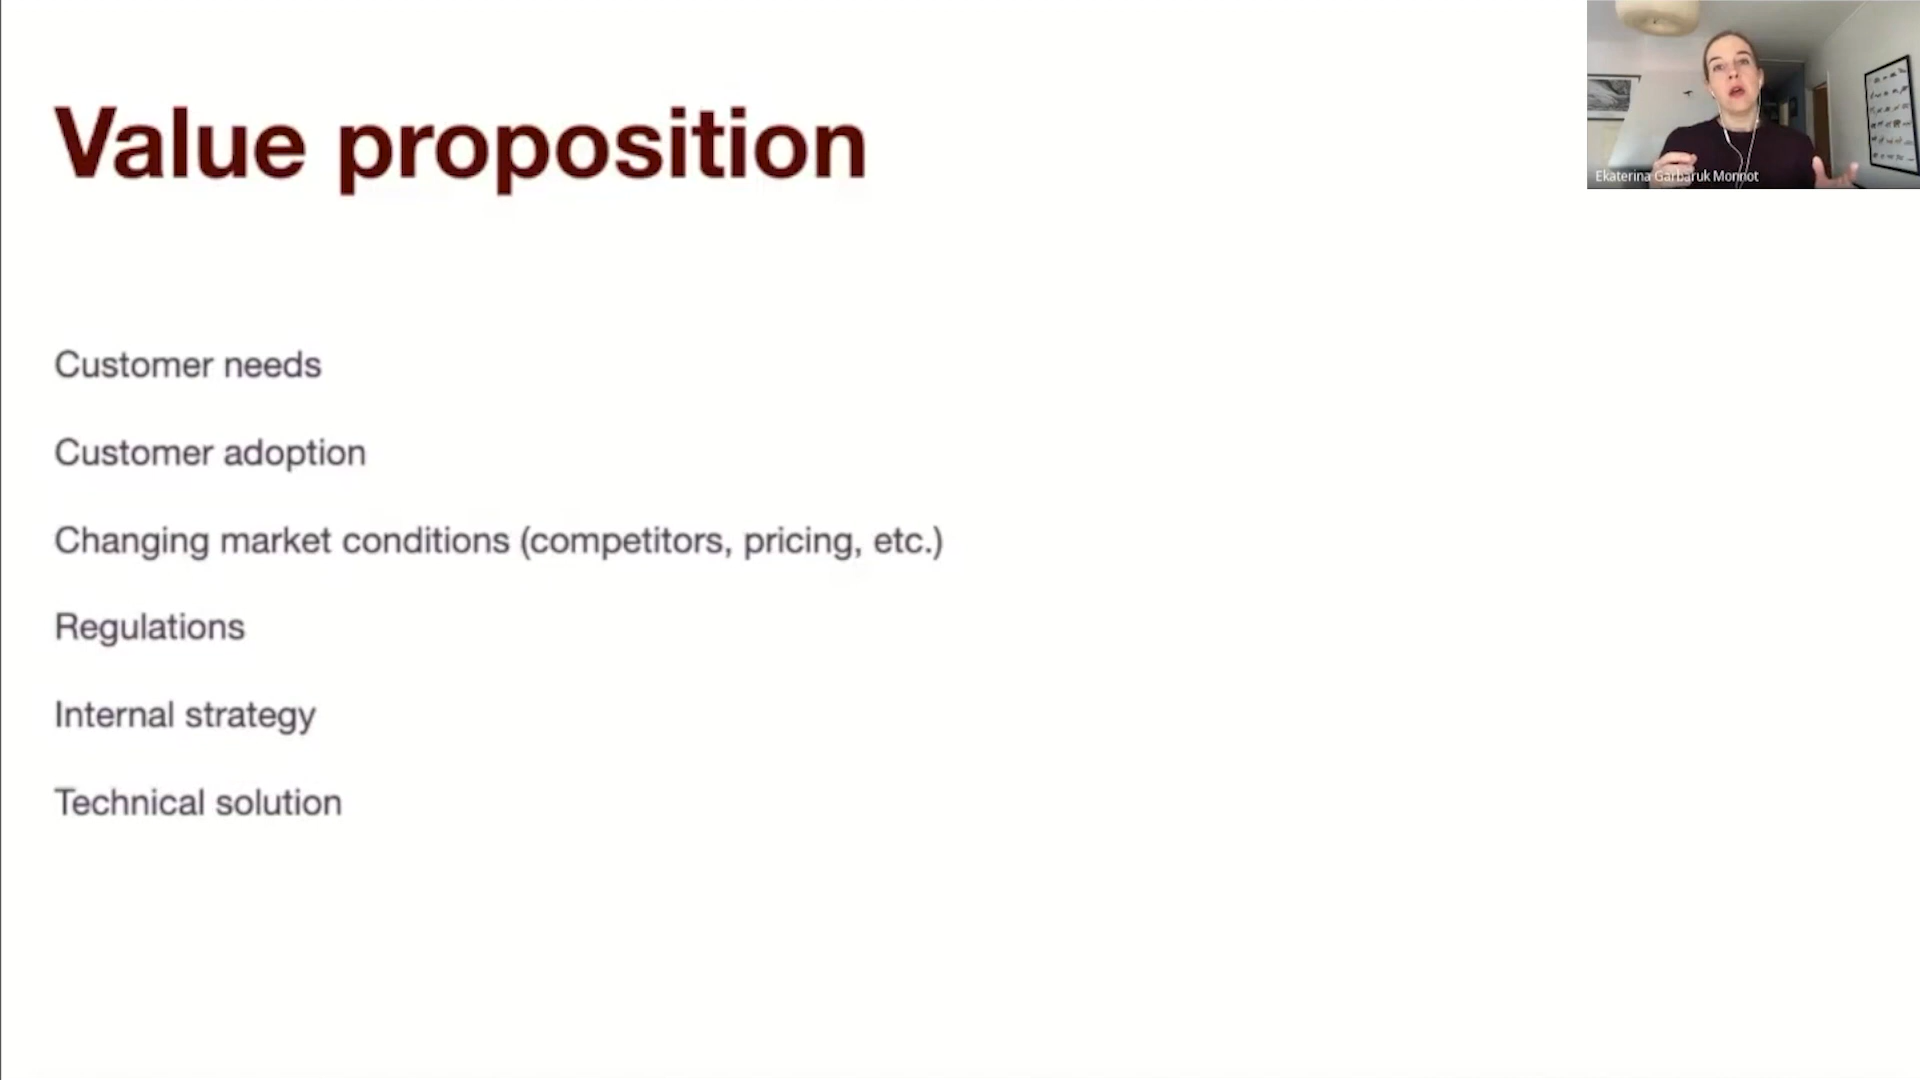 Value proposition
Ekaterina Garbaruk Monnot
Customer needs
Customer adoption
Changing market conditions (competitors, pricing, etc.)
Regulations
Internal strategy
Technical solution